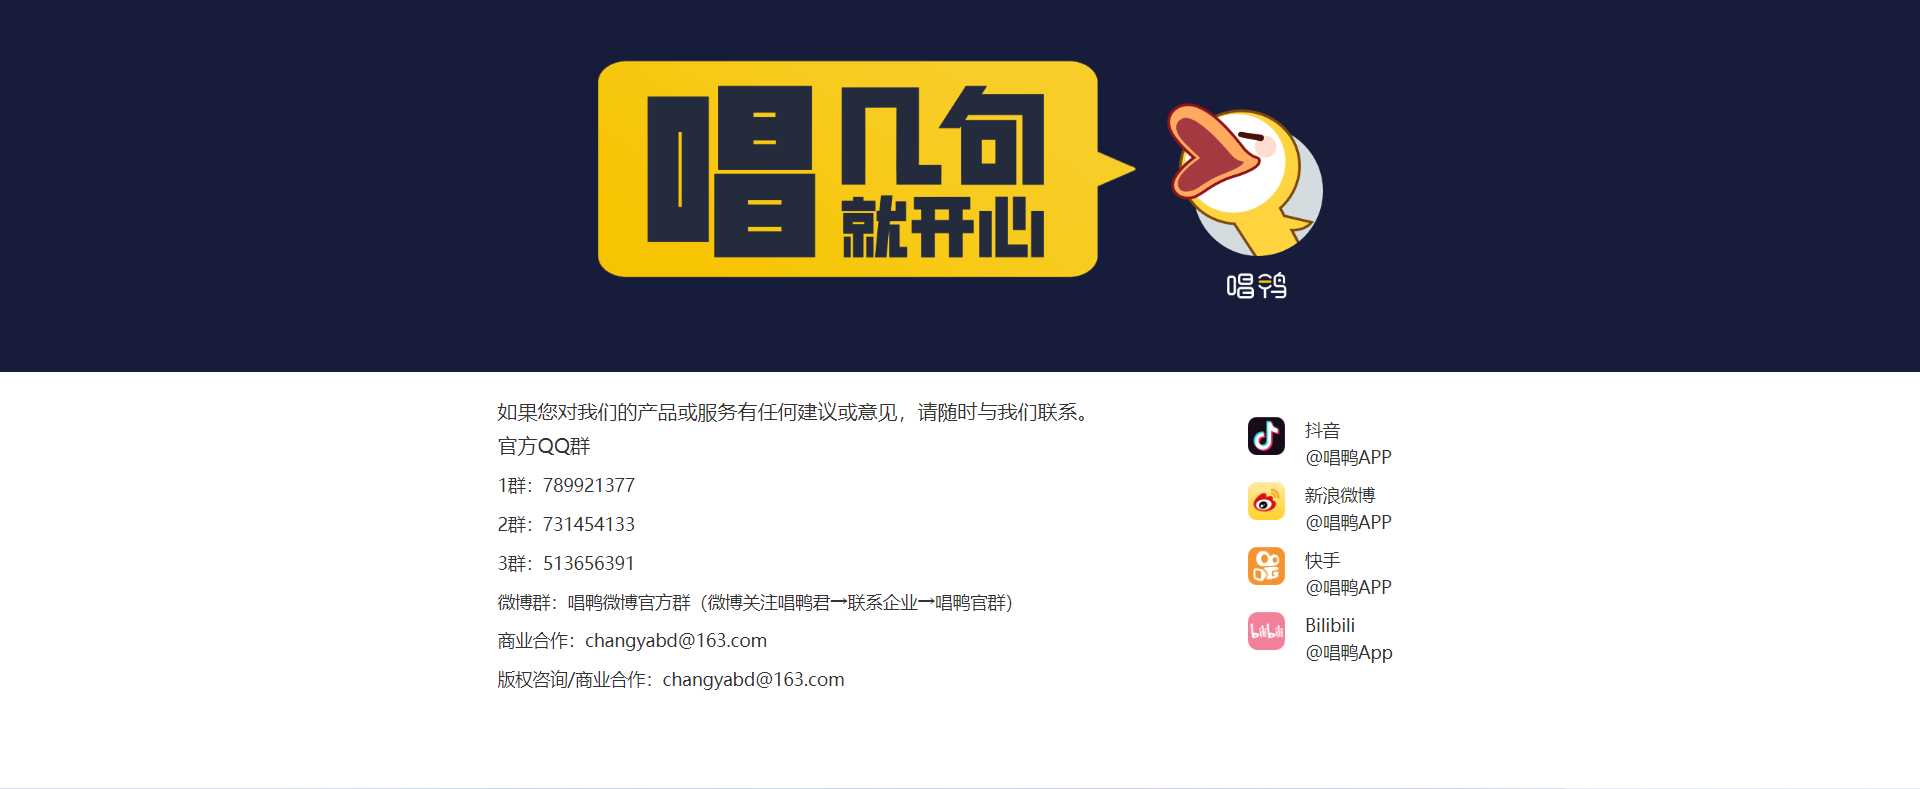 唱几句
就开心
唱鸭
如果您对我们的产品或服务有任何建议或意见，请随时与我们联系。
官方QQ群
1群：789921377
2群：731454133
3群：513656391
微博群：唱鸭微博官方群（微博关注唱鸭君→联系企业→唱鸭官群）
商业合作：changyabd@163.com
版权咨询/商业合作：changyabd@163.com
抖音
@唱鸭APP
新浪微博
@唱鸭APP
快手
@唱鸭APP
bilibili
Bilibili
@唱鸭App